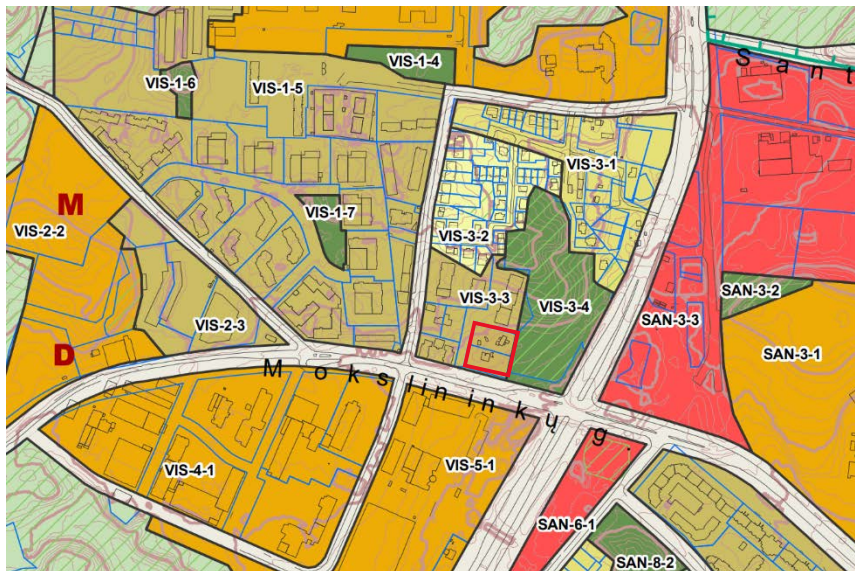 S a n t
VIS-1-4
VIS-1-6
VIS-1-5
VIS-3-1
M
VIS-1-7
VIS-2-2
VIS-3-2
VIS-3-3
VIS-3-4
SAN-3-2
SAN-3-3
VIS-2-3
D
SAN-3-1
M o k s l i n i n k ų g .
VIS-4-1
VIS-5-1
SAN-6-1
SAN-8-2